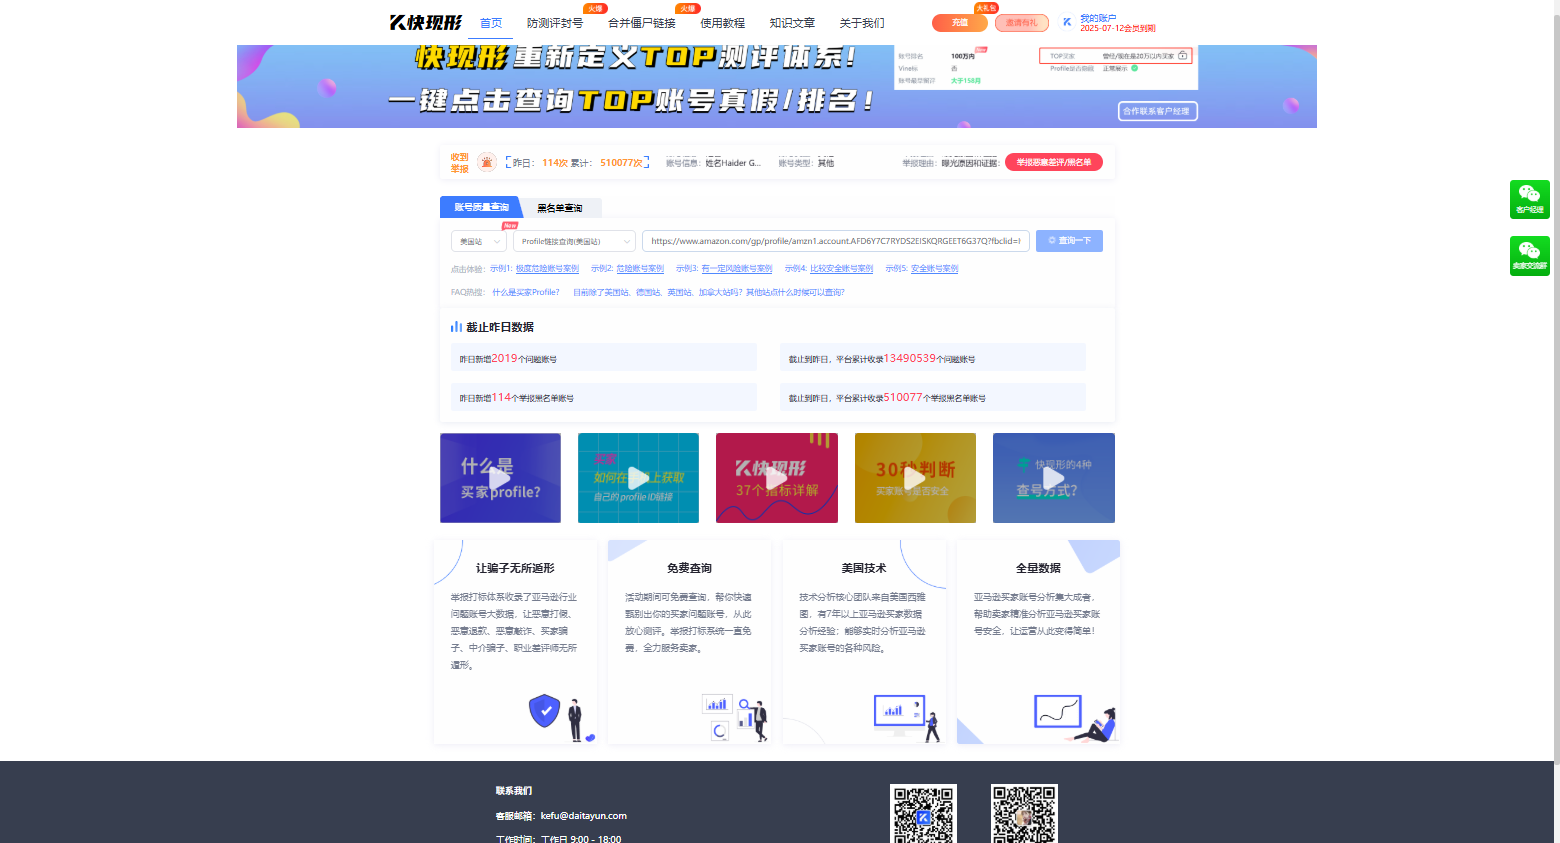 快现形
首页
防测评封号
火爆
合并僵尸链接
火爆
使用教程
知识文章
关于我们
充值
大礼包
邀请有礼
我的账户
2025-07-12会员到期
快现形重新定义TOP测评体系!
一键点击查询TOP账号真假/排名!
账号排名 100万内
TOP买家 曾经/现在是20万以内买家
Vine标 否
Profile是否隐藏 正常展示
账号最早留评 大于158月
合作联系客户经理
收到
举报
昨日: 114次 累计: 510077次
账号信息: 姓名Haider G...
账号类型: 其他
举报理由: 曝光原因和证据:
举报恶意差评/黑名单
账号质量查询
黑名单查询
New
美国站
Profile链接查询(美国站)
https://www.amazon.com/gp/profile/amzn1.account.AFD6Y7C7RYDS2EISKQRGEET6G37Q?fbclid=
查询一下
点击体验: 示例1: 极度危险账号案例 示例2: 危险账号案例 示例3: 有一定风险账号案例 示例4: 比较安全账号案例 示例5: 安全账号案例
FAQ热搜: 什么是买家Profile? 目前除了美国站、德国站、英国站、加拿大站吗? 其他站点什么时候可以查询?
截止昨日数据
昨日新增2019个问题账号
截止到昨日, 平台累计收录13490539个问题账号
昨日新增114个举报黑名单账号
截止到昨日, 平台累计收录510077个举报黑名单账号
什么是
买家profile?
买家
如何在手机上获取
自己的profile ID链接
快现形
37个指标详解
30秒判断
买家账号是否安全
快现形的4种
查号方式?
让骗子无所遁形
举报打标体系收录了亚马逊行业
问题账号大数据, 让恶意打假、
恶意退款、恶意敲诈、买家骗
子、中介骗子、职业差评师无所
遁形。
免费查询
活动期间可免费查询, 帮你快速
甄别出你的买家问题账号, 从此
放心测评。举报打标系统一直免
费, 全力服务卖家。
美国技术
技术分析核心团队来自美国西雅
图, 有7年以上亚马逊买家数据
分析经验; 能够实时分析亚马逊
买家账号的各种风险。
全量数据
亚马逊买家账号分析集大成者,
帮助卖家精准分析亚马逊买家账
号安全, 让运营从此变得简单!
客户经理
卖家交流群
联系我们
客服邮箱: kefu@daitayun.com
工作时间: 工作日 9:00 - 18:00